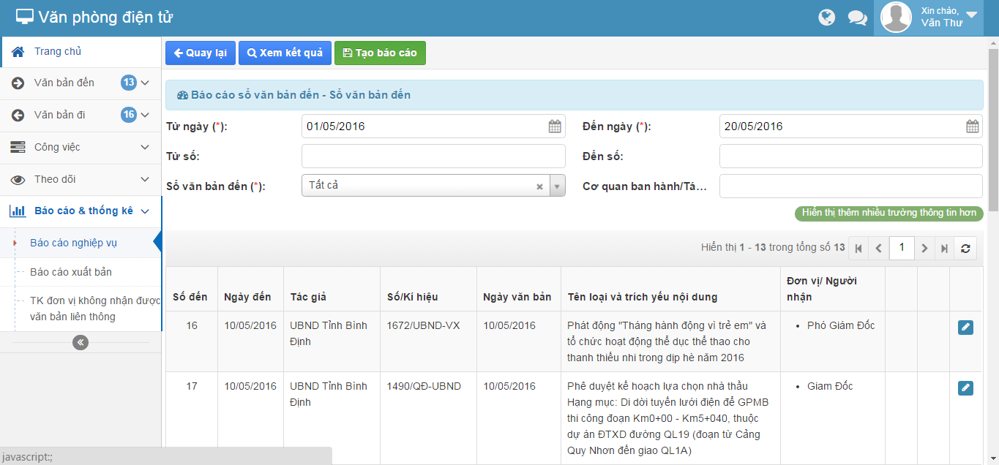 Văn phòng điện tử
Xin chào,
Văn Thư
Trang chủ
Văn bản đến 13
Văn bản đi 16
Công việc
Theo dõi
Báo cáo & thống kê
Báo cáo nghiệp vụ
Báo cáo xuất bản
TK đơn vị không nhận được
văn bản liên thông
Quay lại Xem kết quả Tạo báo cáo
Báo cáo sổ văn bản đến - Sổ văn bản đến
Từ ngày (*): 01/05/2016 Đến ngày (*): 20/05/2016
Từ số: Đến số:
Sổ văn bản đến (*): Tất cả Cơ quan ban hành/Tá...
Hiển thị thêm nhiều trường thông tin hơn
Hiển thị 1 - 13 trong tổng số 13 1
Số đến Ngày đến Tác giả Số/Kí hiệu Ngày văn bản Tên loại và trích yếu nội dung Đơn vị/ Người
nhận
16 10/05/2016 UBND Tỉnh Bình 1672/UBND-VX 10/05/2016 Phát động "Tháng hành động vì trẻ em" và • Phó Giám Đốc
Định tổ chức hoạt động thể dục thể thao cho
thanh thiếu nhi trong dịp hè năm 2016
17 10/05/2016 UBND Tỉnh Bình 1490/QĐ-UBND 10/05/2016 Phê duyệt kế hoạch lựa chọn nhà thầu • Giam Đốc
Định Hạng mục: Di dời tuyến lưới điện để GPMB
thi công đoạn Km0+00 - Km5+040, thuộc
dự án ĐTXD đường QL19 (đoạn từ Cảng
Quy Nhơn đến giao QL1A)
javascript:;